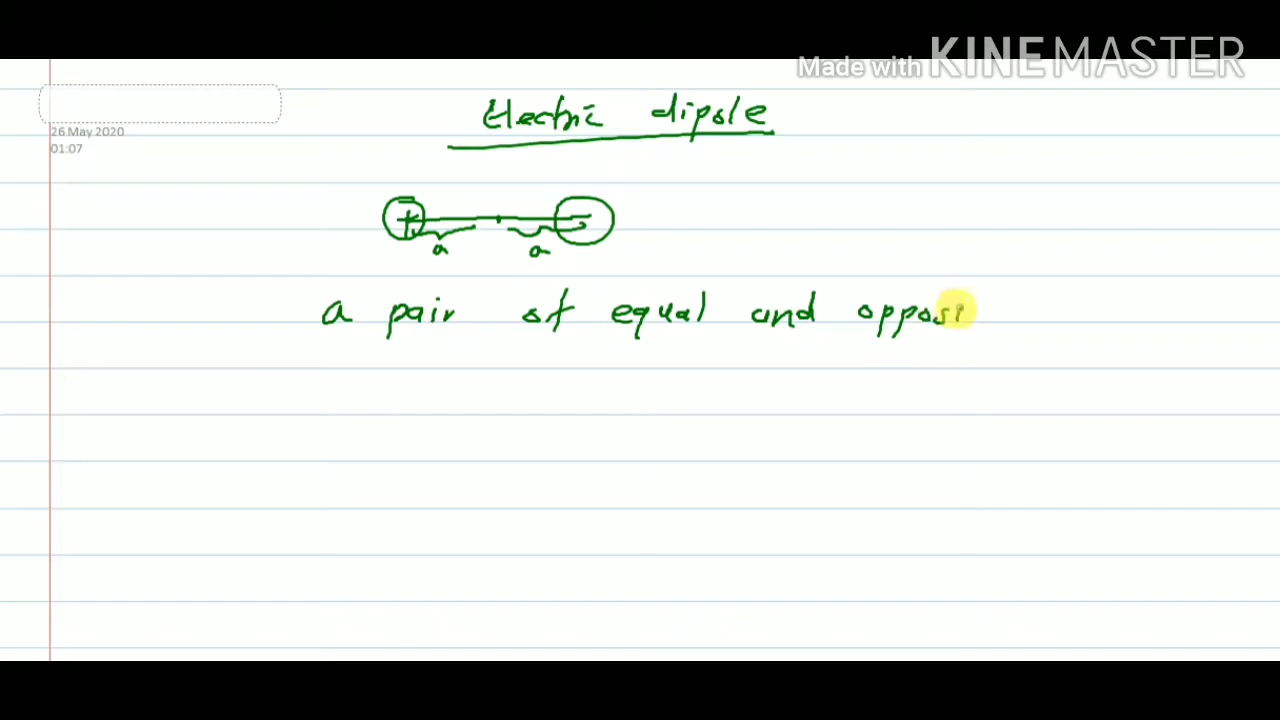 Made with KINEMASTER
Electric dipole
26 May 2020
01:07
+ -
a a
a pair of equal and opposi